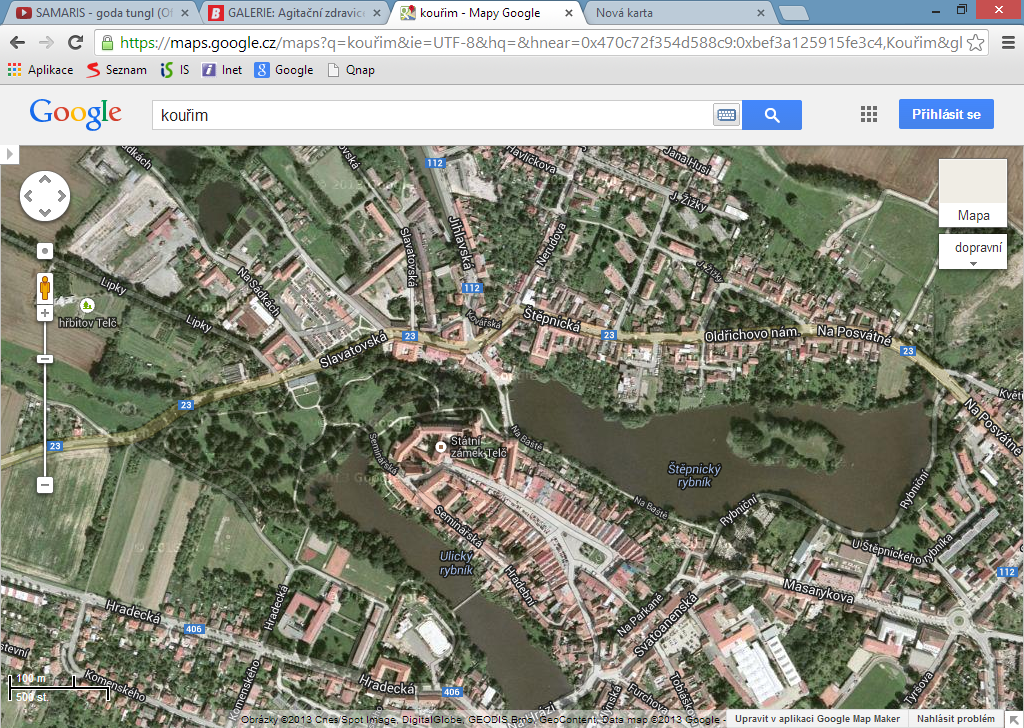 SAMARIS - goda tungl (Of
GALERIE: Agitační zdravice
kouřim - Mapy Google
Nová karta
https://maps.google.cz/maps?q=kouřim&ie=UTF-8&hq=&hnear=0x470c72f354d588c9:0xbef3a125915fe3c4,Kouřim&gl
Aplikace
Seznam
IS
Inet
Google
Qnap
Google
kouřim
Přihlásit se
Mapa
dopravní
Havlíčkova
Jana Husi
J. Žižky
J. Žižky
112
Jihlavská
Slavatovská
Nerudova
Na Sádkách
Lipky
Lipky
hřbitov Telč
112
Kovářská
Štěpnická
23
Oldřichovo nám.
Na Posvátné
23
Slavatovská
23
23
23
Na Posvátné
Státní
zámek Telč
Na Baště
Seminářská
Štěpnický
rybník
Na Baště
Rybniční
Rybniční
Seminářská
Ulický
rybník
U Štěpnického rybníka
112
Hradební
Masarykova
Na Parkaně
Svatoanenská
Hradecká
406
Hradecká
Komenského
Komenského
Hradecká
406
Furchova
Tyršova
100 m
500 st.
Obrázky ©2013 Cnes/Spot Image, DigitalGlobe, GEODIS Brno, GeoContent, Data map ©2013 Google -
Upravit v aplikaci Google Map Maker
Nahlásit problém